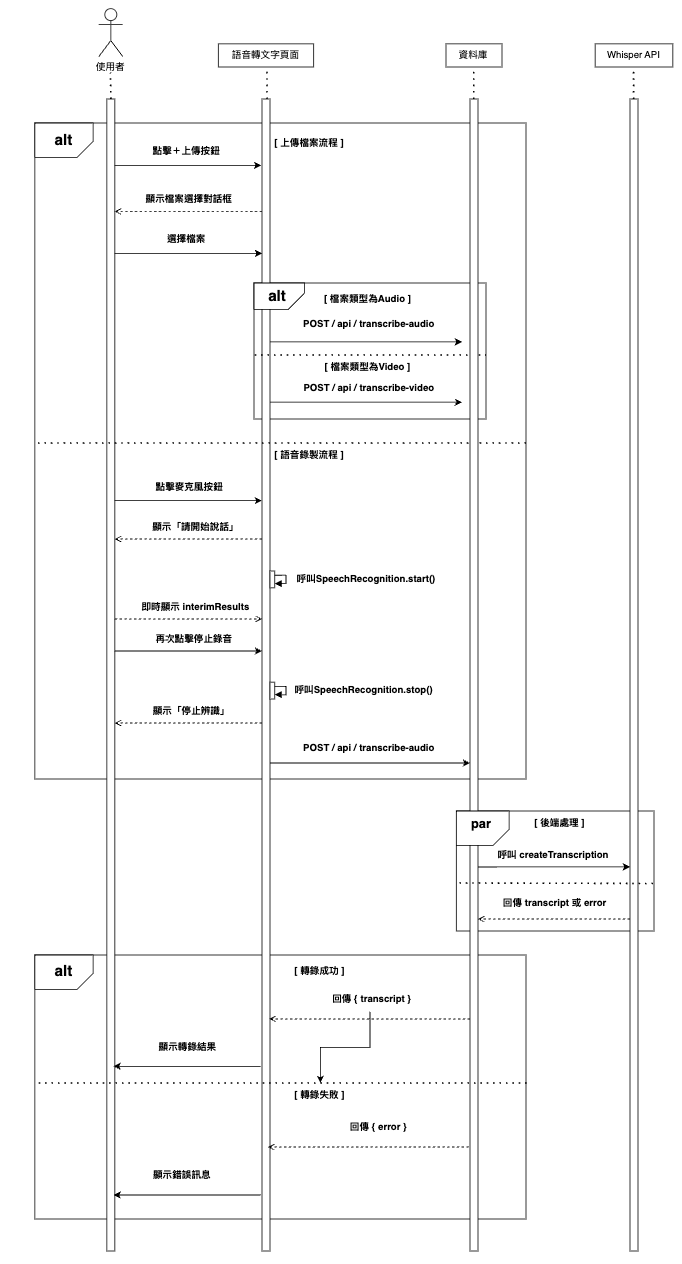 使用者
語音轉文字頁面
資料庫
Whisper API
alt
[ 上傳檔案流程 ]
點擊＋上傳按鈕
顯示檔案選擇對話框
選擇檔案
alt
[ 檔案類型為Audio ]
POST / api / transcribe-audio
[ 檔案類型為Video ]
POST / api / transcribe-video
[ 語音錄製流程 ]
點擊麥克風按鈕
顯示「請開始說話」
呼叫SpeechRecognition.start()
即時顯示 interimResults
再次點擊停止錄音
呼叫SpeechRecognition.stop()
顯示「停止辨識」
POST / api / transcribe-audio
par
[ 後端處理 ]
呼叫 createTranscription
回傳 transcript 或 error
alt
[ 轉錄成功 ]
回傳 { transcript }
顯示轉錄結果
[ 轉錄失敗 ]
回傳 { error }
顯示錯誤訊息